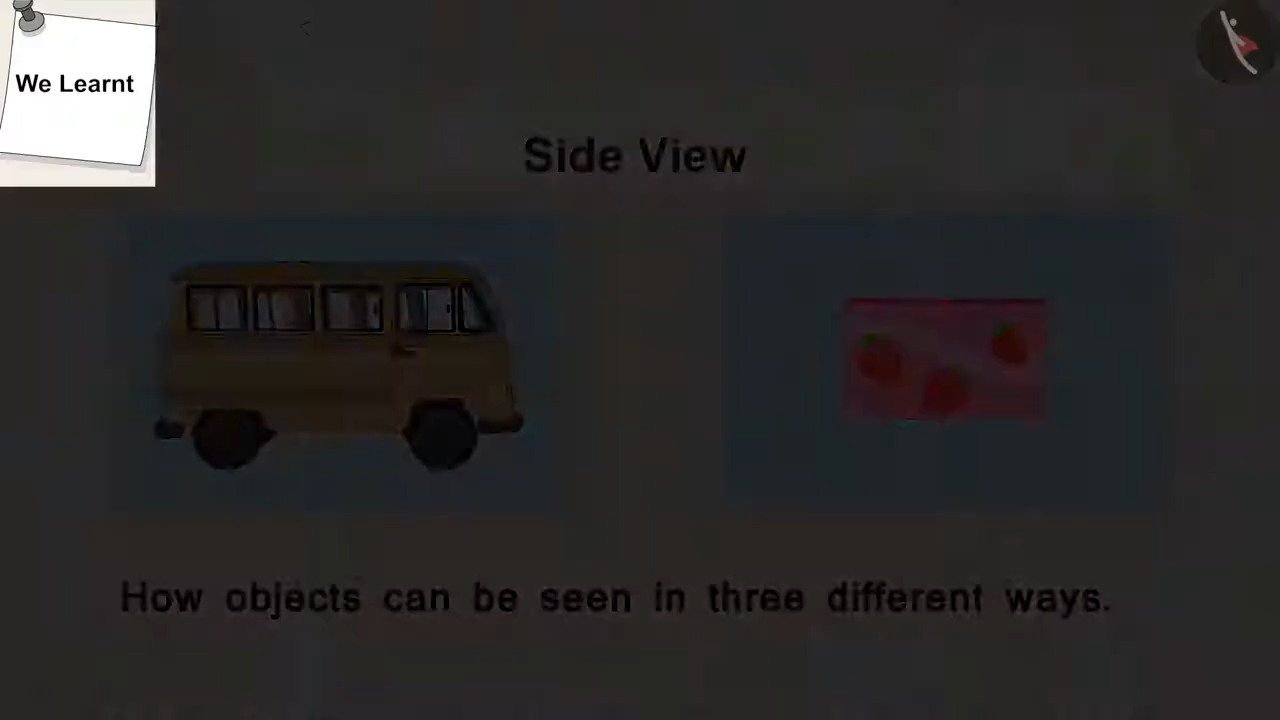 We Learnt
Side View
How objects can be seen in three different ways.